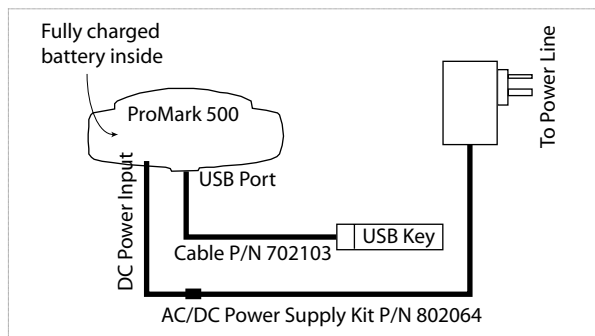 Fully charged
battery inside
ProMark 500
To Power Line
DC Power Input
USB Port
USB Key
Cable P/N 702103
AC/DC Power Supply Kit P/N 802064